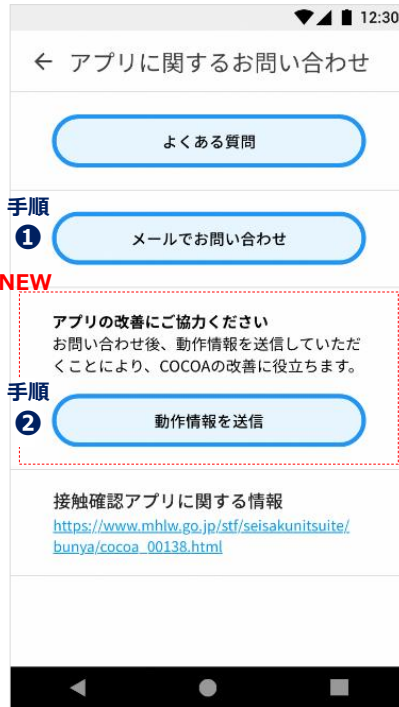 12:30
← アプリに関するお問い合わせ
よくある質問
手順
❶
メールでお問い合わせ
NEW
アプリの改善にご協力ください
お問い合わせ後、動作情報を送信していただ
くことにより、COCOAの改善に役立ちます。
手順
❷
動作情報を送信
接触確認アプリに関する情報
https://www.mhlw.go.jp/stf/seisakunitsuite/
bunya/cocoa_00138.html